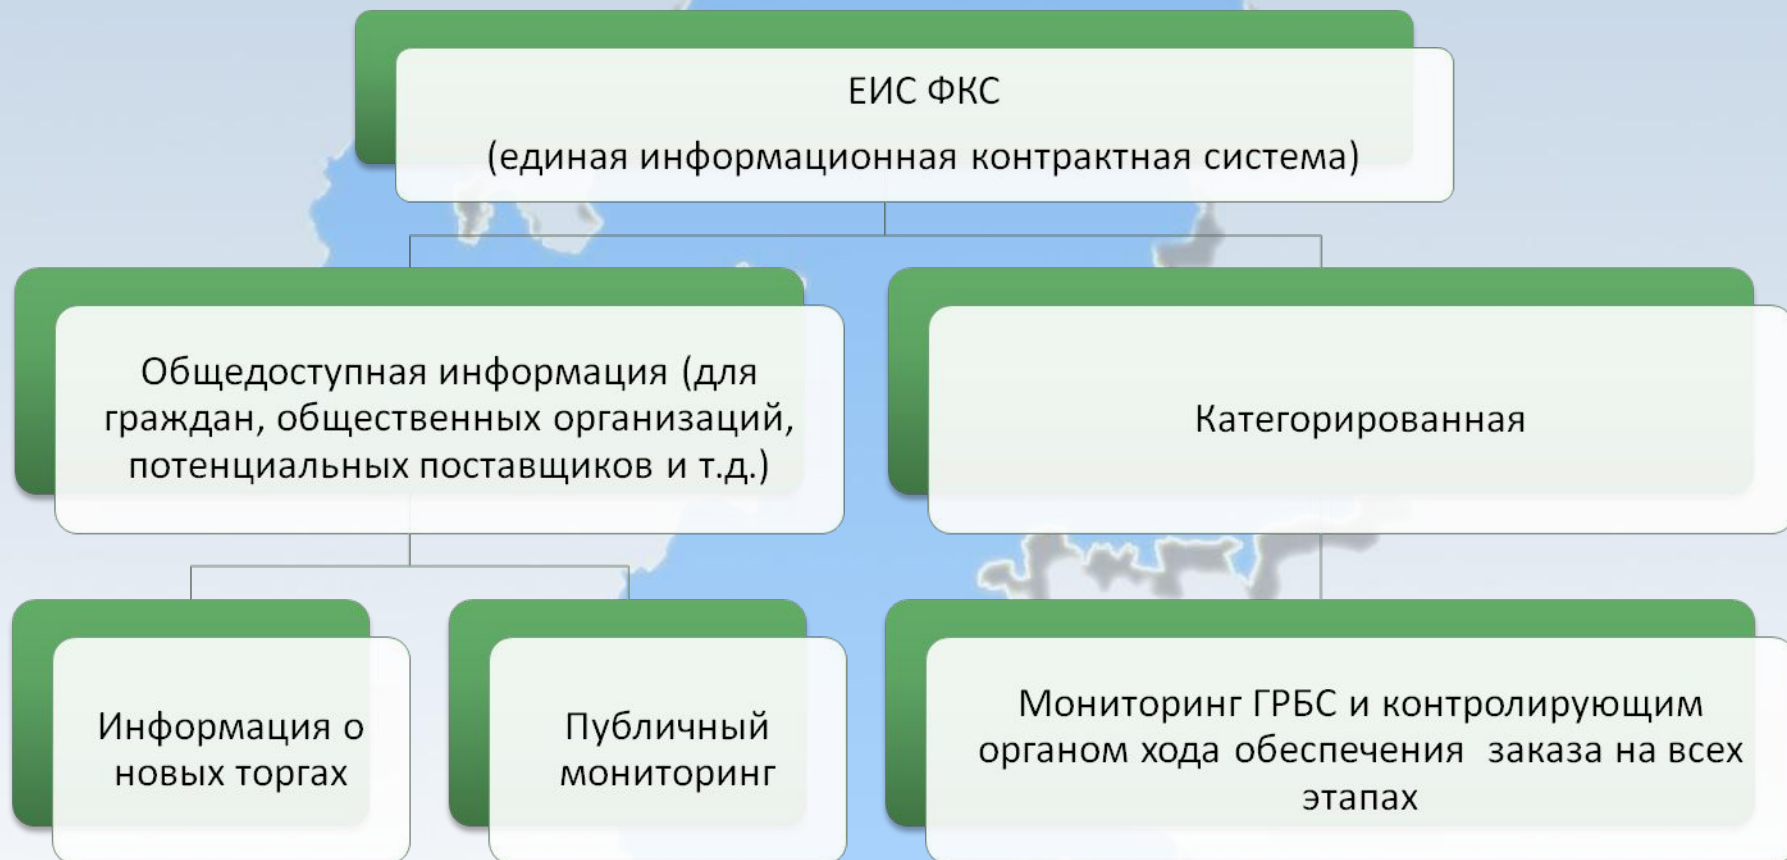 ЕИС ФКС
(единая информационная контрактная система)
Общедоступная информация (для
граждан, общественных организаций,
потенциальных поставщиков и т.д.)
Категорированная
Информация о
новых торгах
Публичный
мониторинг
Мониторинг ГРБС и контролирующим
органом хода обеспечения  заказа на всех
этапах